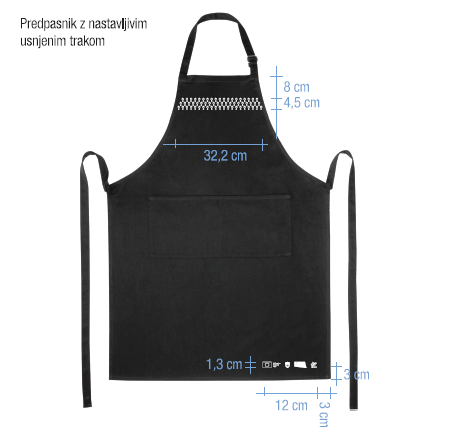 Predpasnik z nastavljivim
usnjenim trakom
8 cm
4,5 cm
32,2 cm
1,3 cm
3 cm
12 cm
3 cm